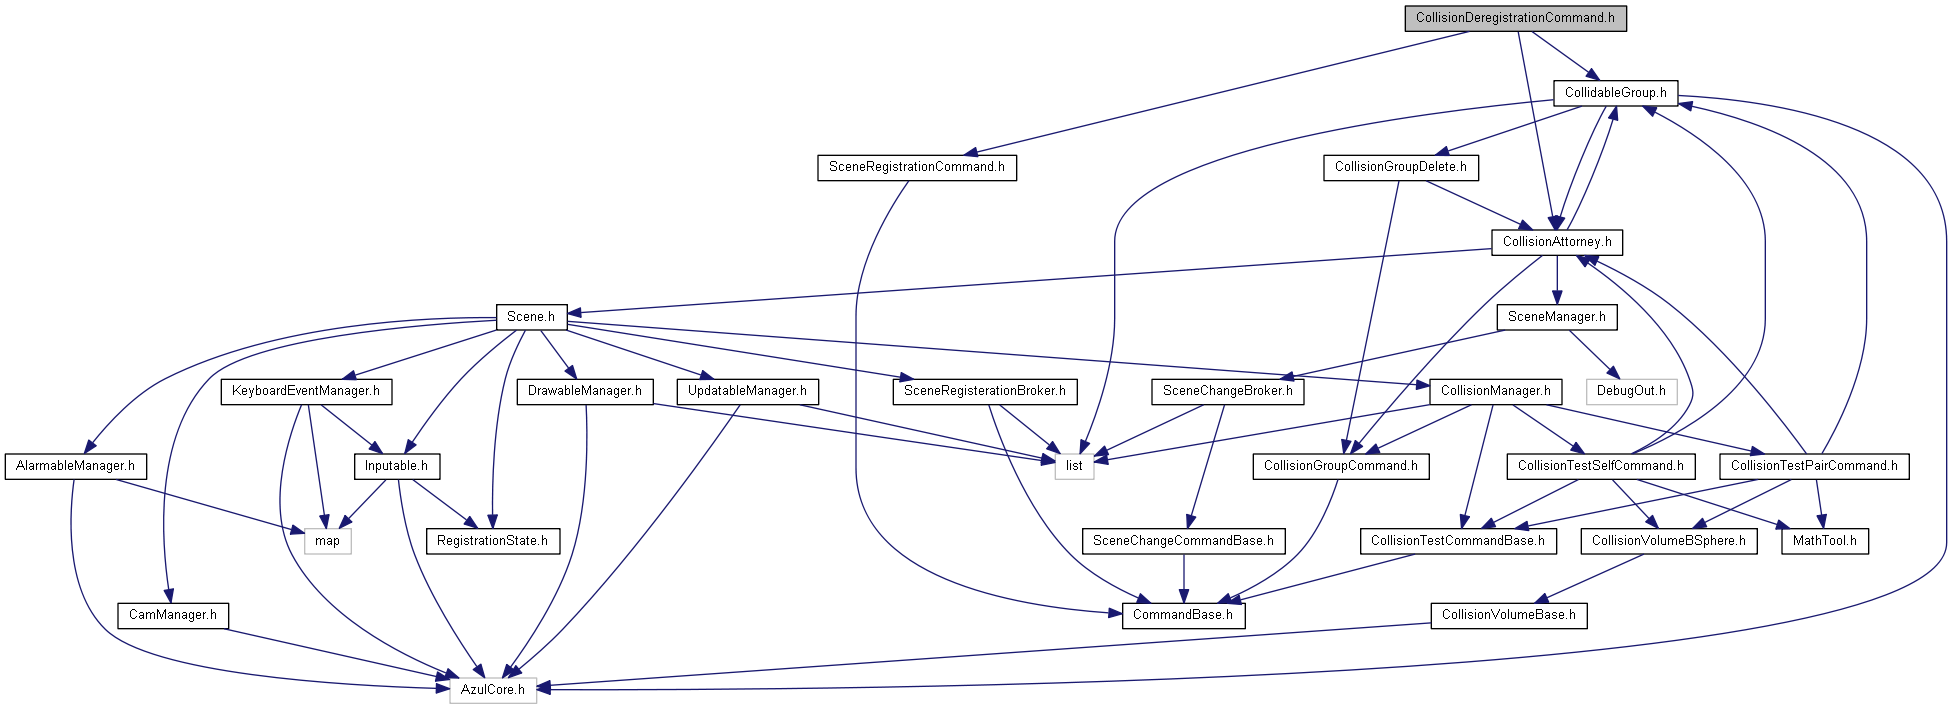 CollisionDeregistrationCommand.h
CollidableGroup.h
SceneRegistrationCommand.h
CollisionGroupDelete.h
CollisionAttorney.h
Scene.h
SceneManager.h
KeyboardEventManager.h
DrawableManager.h
UpdatableManager.h
SceneRegisterationBroker.h
SceneChangeBroker.h
CollisionManager.h
DebugOut.h
AlarmableManager.h
Inputable.h
list
CollisionGroupCommand.h
CollisionTestSelfCommand.h
CollisionTestPairCommand.h
map
RegistrationState.h
SceneChangeCommandBase.h
CollisionTestCommandBase.h
CollisionVolumeBSphere.h
MathTool.h
CamManager.h
CommandBase.h
CollisionVolumeBase.h
AzulCore.h